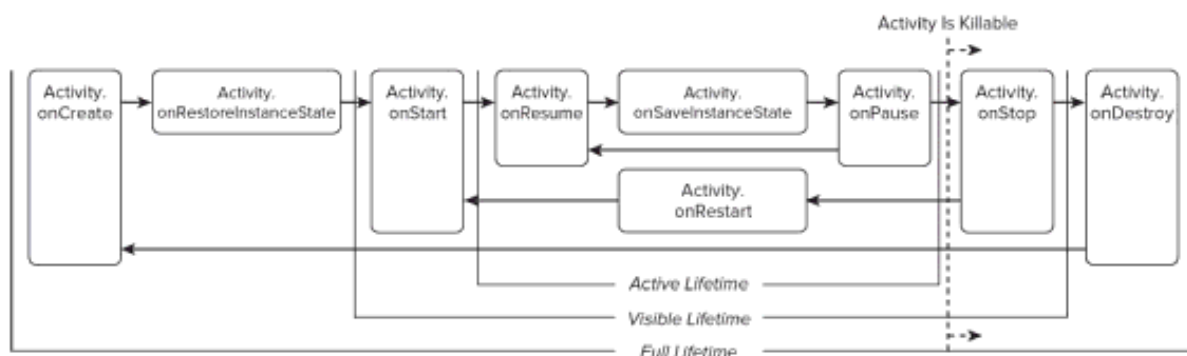 Activity Is Killable
Activity.
onCreate
Activity.
onRestoreInstanceState
Activity.
onStart
Activity.
onResume
Activity.
onSaveInstanceState
Activity.
onPause
Activity.
onStop
Activity.
onDestroy
Activity.
onRestart
Active Lifetime
Visible Lifetime
Full Lifetime